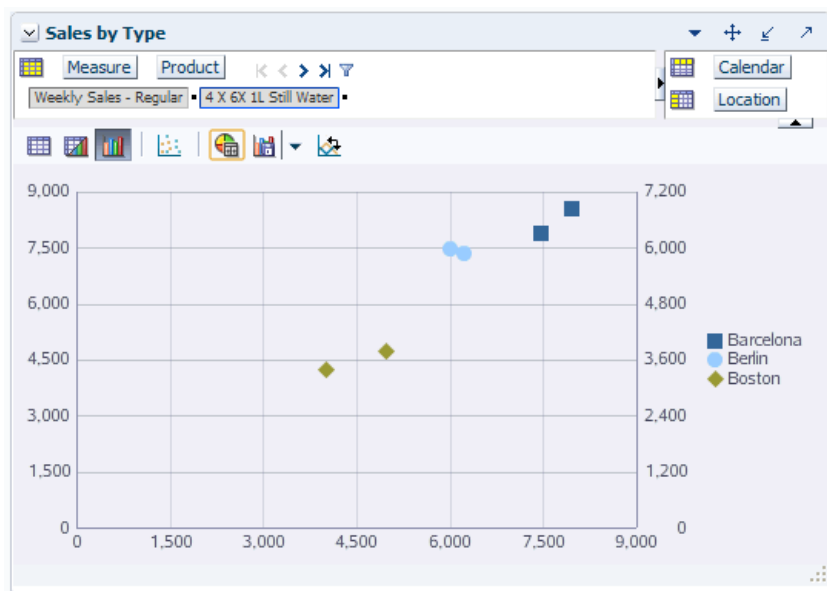 Sales by Type
Measure Product
Calendar
Weekly Sales - Regular 4 X 6X 1L Still Water
Location
9,000 7,200
7,500 6,000
6,000 4,800
4,500 3,600
3,000 2,400
1,500 1,200
0 0
0 1,500 3,000 4,500 6,000 7,500 9,000
Barcelona
Berlin
Boston